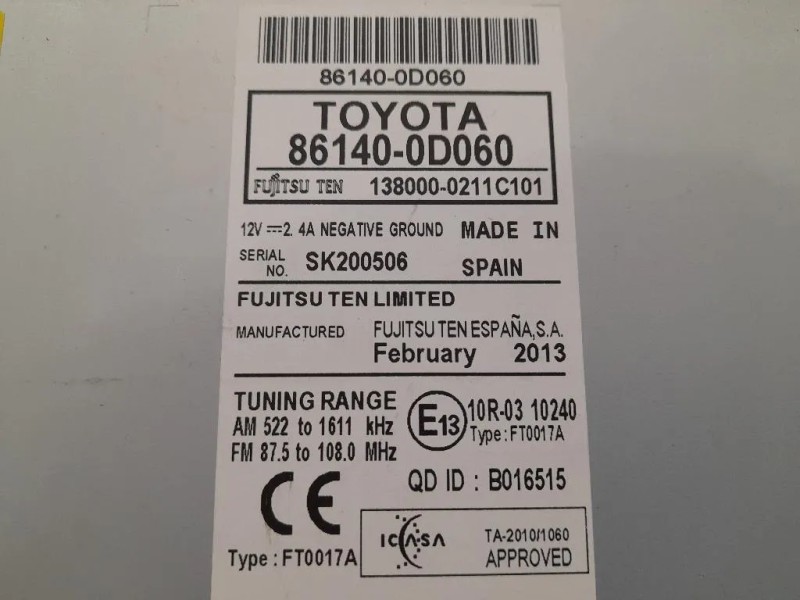 86140-0D060
TOYOTA
86140-0D060
FUJITSU TEN 138000-0211C101
12V⎓2.4A NEGATIVE GROUND MADE IN
SERIAL NO. SK200506 SPAIN
FUJITSU TEN LIMITED
MANUFACTURED FUJITSU TEN ESPAÑA,S.A.
February 2013
TUNING RANGE
AM 522 to 1611 kHz
FM 87.5 to 108.0 MHz
E13 10R-03 10240
Type:FT0017A
QD ID : B016515
CE
Type : FT0017A
ICASA TA-2010/1060
APPROVED